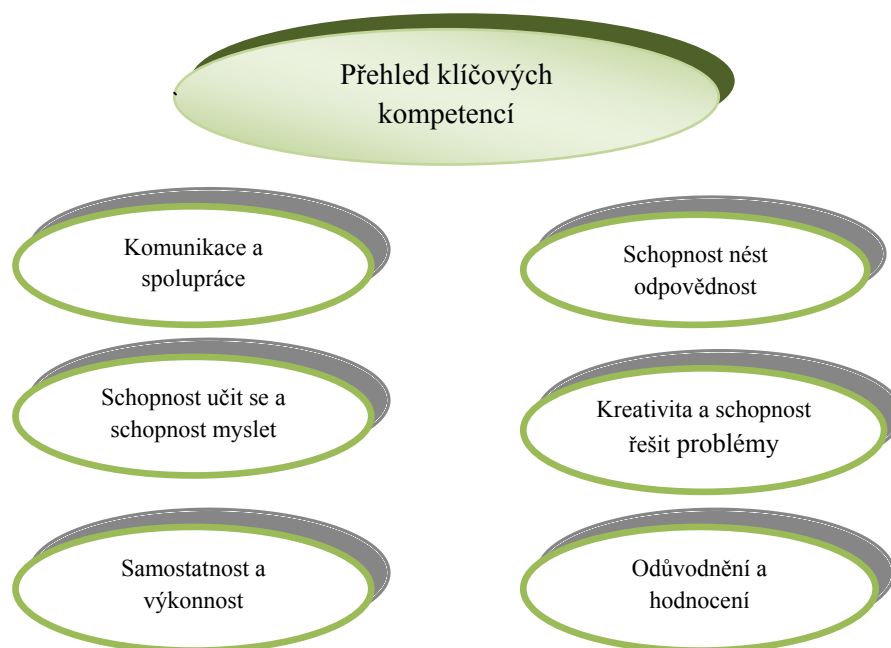 Přehled klíčových
kompetencí
Komunikace a
spolupráce
Schopnost nést
odpovědnost
Schopnost učit se a
schopnost myslet
Kreativita a schopnost
řešit problémy
Samostatnost a
výkonnost
Odůvodnění a
hodnocení